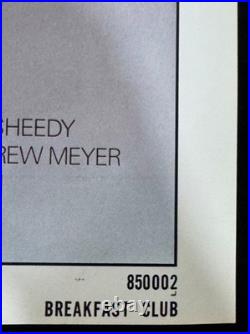 SHEEDY
REW MEYER
850002
BREAKFAST CLUB